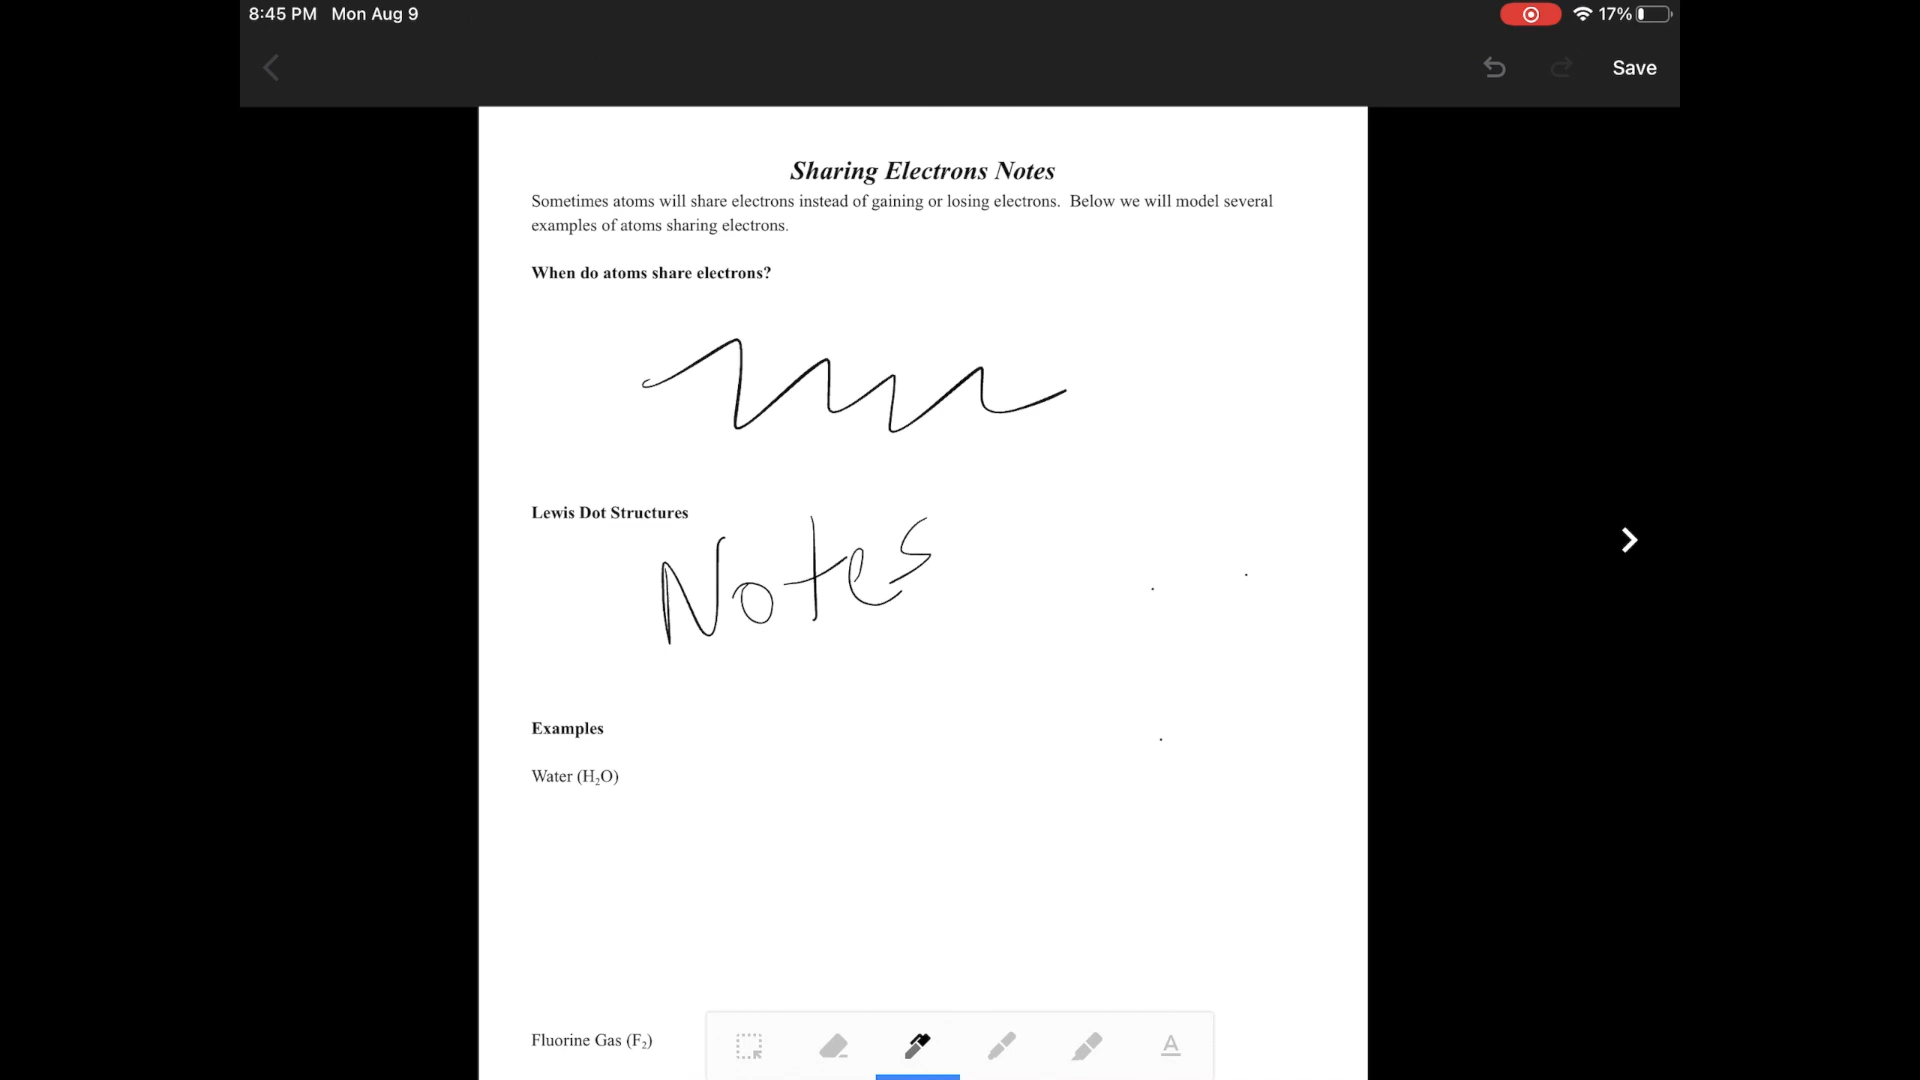 8:45 PM Mon Aug 9 17%
Save
Sharing Electrons Notes
Sometimes atoms will share electrons instead of gaining or losing electrons. Below we will model several
examples of atoms sharing electrons.
When do atoms share electrons?
Lewis Dot Structures
Notes
Examples
Water (H₂O)
Fluorine Gas (F₂)
A